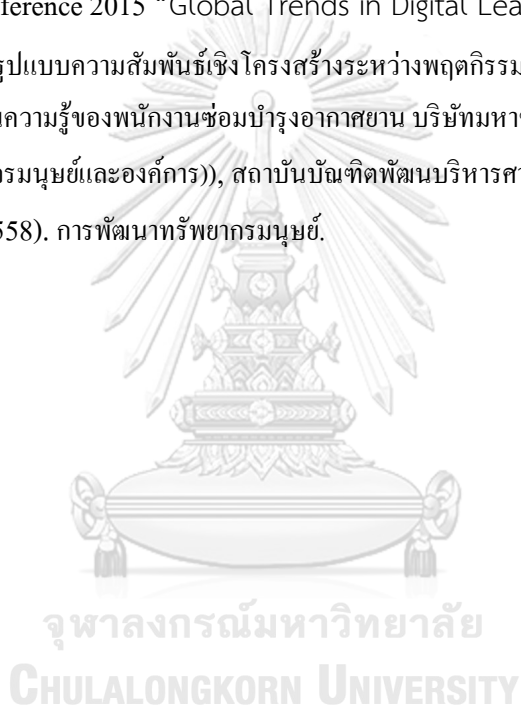 ference 2015 "Global Trends in Digital Lea
รูปแบบความสัมพันธ์เชิงโครงสร้างระหว่างพฤติกรรม
นความรู้ของพนักงานซ่อมบำรุงอากาศยาน บริษัทมหา
รมนุษย์และองค์การ)), สถาบันบัณฑิตพัฒนบริหารศา
558). การพัฒนาทรัพยากรมนุษย์.
จุฬาลงกรณ์มหาวิทยาลัย
CHULALONGKORN UNIVERSITY